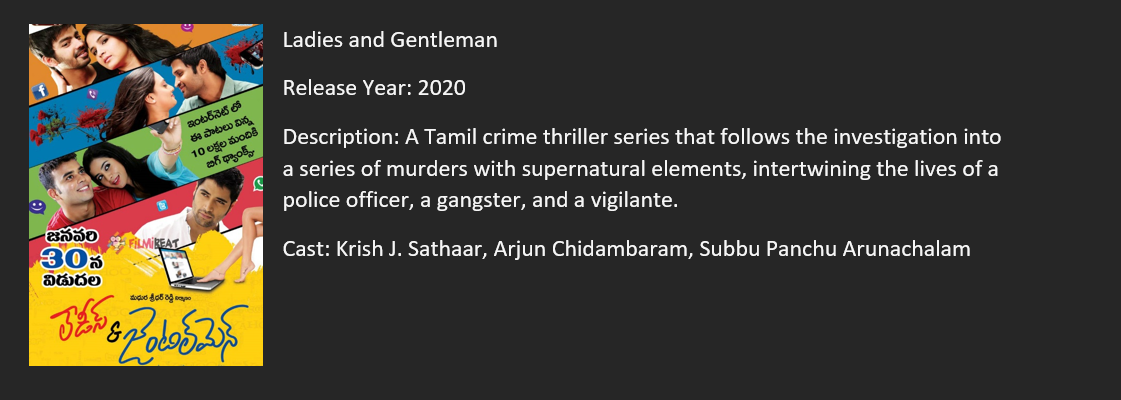 ఇంటర్నెట్ లో
ఈ పాటలు విన్న
10 లక్షల మందికి
బిగ్ థ్యాంక్స్
జనవరి
30న
విడుదల
FiLMiBEAT
మధుర శ్రీధర్ రెడ్డి నిర్మాణం
లేడీస్
&
జెంటిల్‌మెన్
Ladies and Gentleman
Release Year: 2020
Description: A Tamil crime thriller series that follows the investigation into
a series of murders with supernatural elements, intertwining the lives of a
police officer, a gangster, and a vigilante.
Cast: Krish J. Sathaar, Arjun Chidambaram, Subbu Panchu Arunachalam